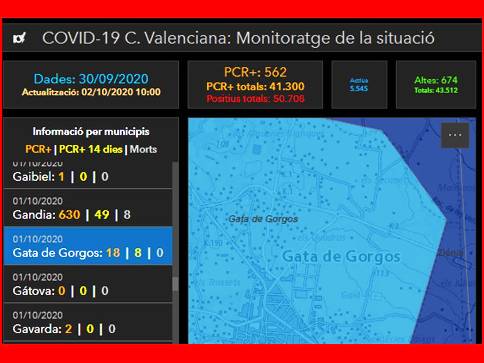 COVID-19 C. Valenciana: Monitoratge de la situació
Dades: 30/09/2020
Actualització: 02/10/2020 10:00
PCR+: 562
PCR+ totals: 41.300
Positius totals: 50.708
Actius
5.545
Altes: 674
Totals: 43.512
Informació per municipis
PCR+ | PCR+ 14 dies | Morts
01/10/2020
Gaibiel: 1 | 0 | 0
01/10/2020
Gandia: 630 | 49 | 8
01/10/2020
Gata de Gorgos: 18 | 8 | 0
01/10/2020
Gátova: 0 | 0 | 0
01/10/2020
Gavarda: 2 | 0 | 0
Gata de Gorgos
Gata de Gorgos
Dénia